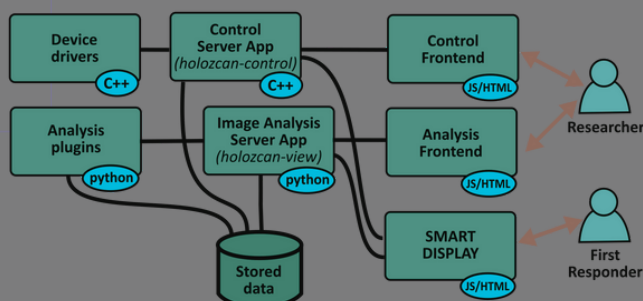 Device
drivers
C++
Control
Server App
(holozcan-control)
C++
Control
Frontend
JS/HTML
Researcher
Analysis
plugins
python
Image Analysis
Server App
(holozcan-view)
python
Analysis
Frontend
JS/HTML
Stored
data
SMART
DISPLAY
JS/HTML
First
Responder